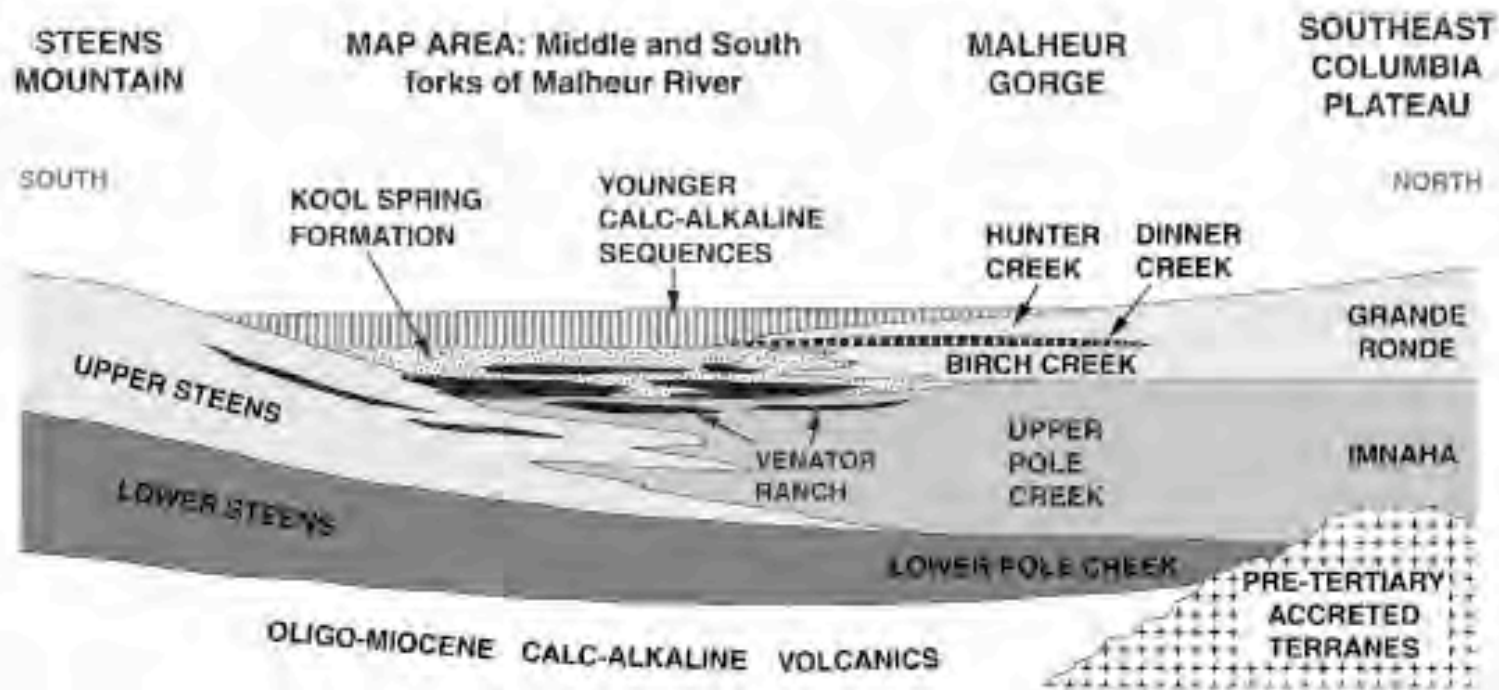 STEENS
MOUNTAIN
MAP AREA: Middle and South
forks of Malheur River
MALHEUR
GORGE
SOUTHEAST
COLUMBIA
PLATEAU
SOUTH
NORTH
KOOL SPRING
FORMATION
YOUNGER
CALC-ALKALINE
SEQUENCES
HUNTER
CREEK
DINNER
CREEK
GRANDE
RONDE
BIRCH CREEK
UPPER STEENS
UPPER
POLE
CREEK
IMNAHA
VENATOR
RANCH
LOWER STEENS
LOWER POLE CREEK
PRE-TERTIARY
ACCRETED
TERRANES
OLIGO-MIOCENE CALC-ALKALINE VOLCANICS